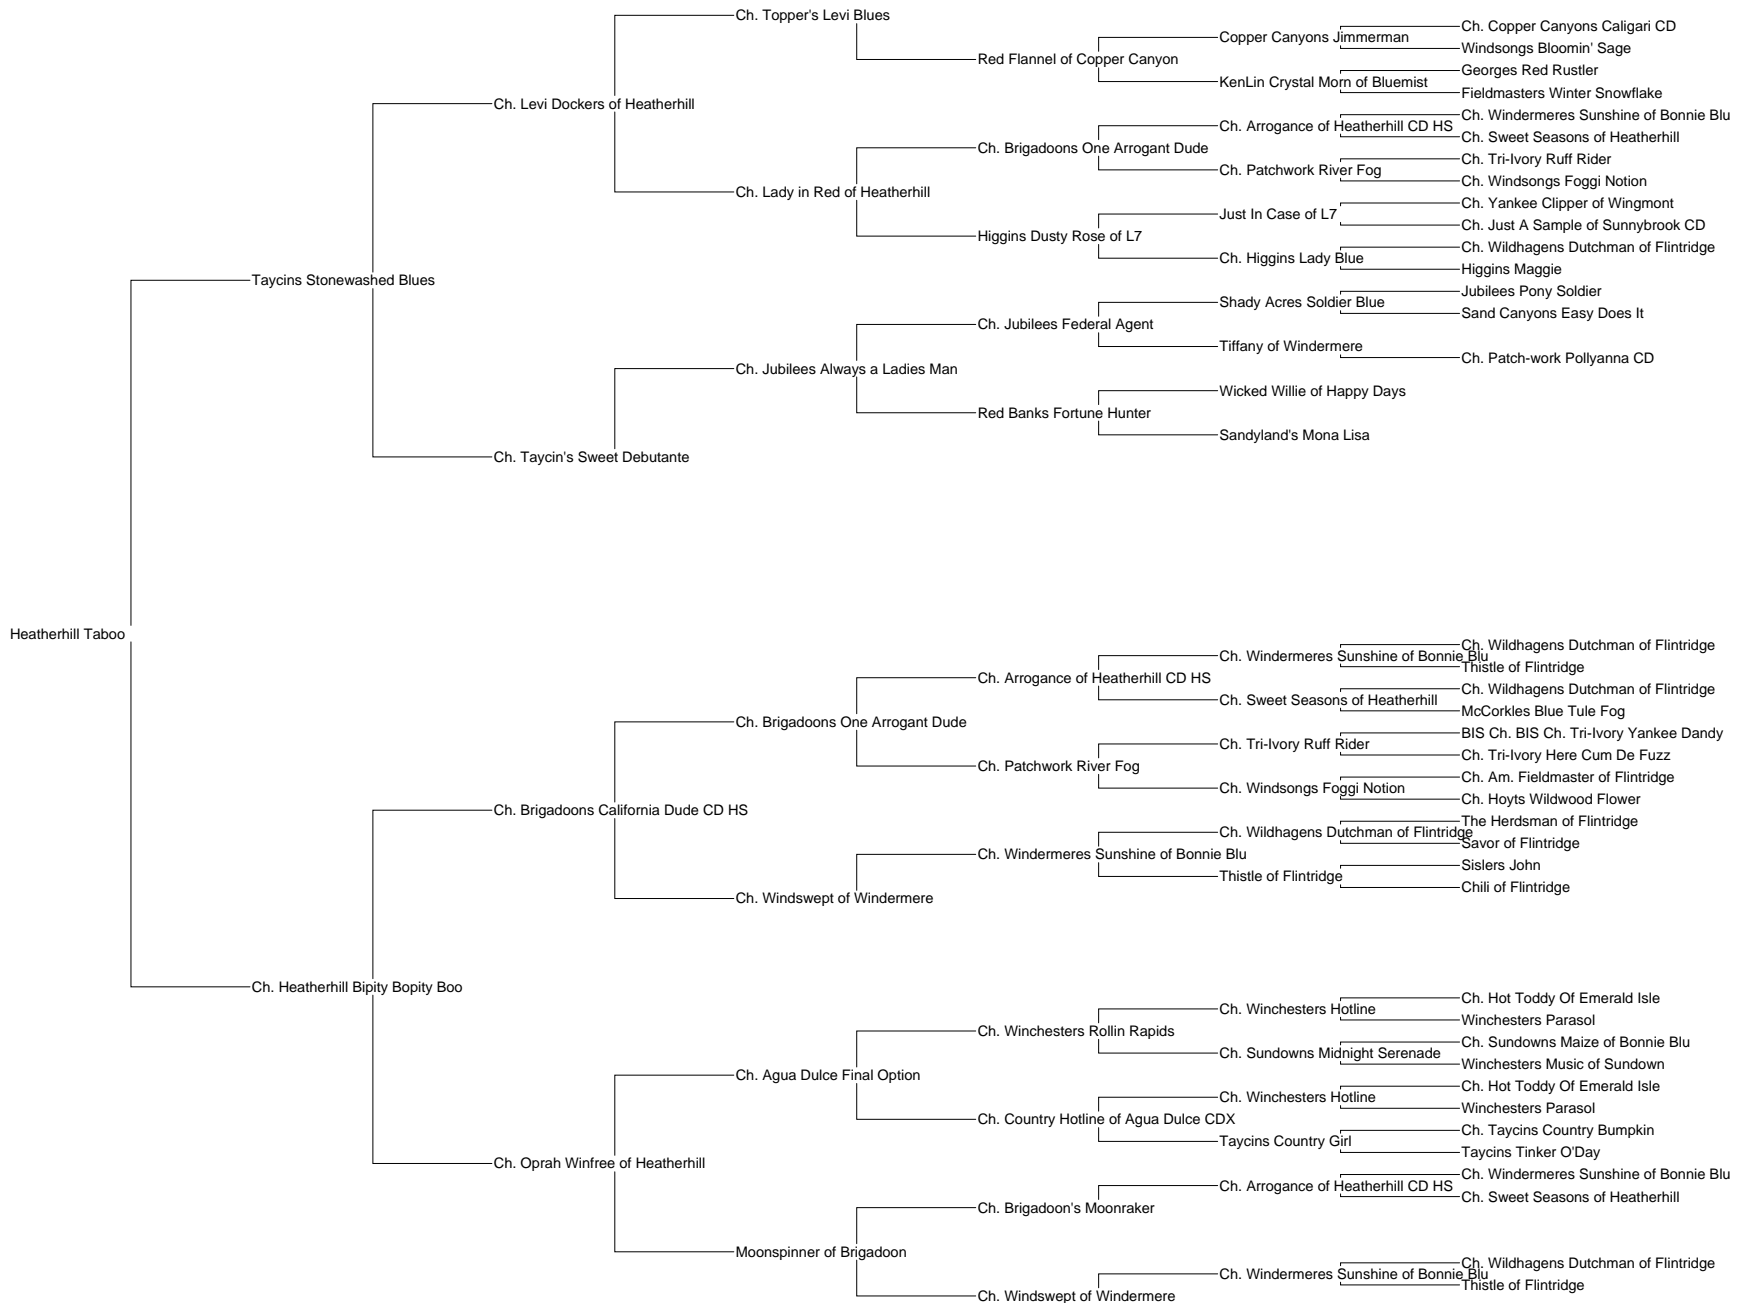 Ch. Topper's Levi Blues
Ch. Copper Canyons Caligari CD
Copper Canyons Jimmerman
Windsongs Bloomin' Sage
Red Flannel of Copper Canyon
Georges Red Rustler
KenLin Crystal Morn of Bluemist
Fieldmasters Winter Snowflake
Ch. Levi Dockers of Heatherhill
Ch. Windermeres Sunshine of Bonnie Blu
Ch. Arrogance of Heatherhill CD HS
Ch. Sweet Seasons of Heatherhill
Ch. Brigadoons One Arrogant Dude
Ch. Tri-Ivory Ruff Rider
Ch. Patchwork River Fog
Ch. Windsongs Foggi Notion
Ch. Lady in Red of Heatherhill
Ch. Yankee Clipper of Wingmont
Just In Case of L7
Ch. Just A Sample of Sunnybrook CD
Higgins Dusty Rose of L7
Ch. Wildhagens Dutchman of Flintridge
Ch. Higgins Lady Blue
Higgins Maggie
Taycins Stonewashed Blues
Jubilees Pony Soldier
Shady Acres Soldier Blue
Sand Canyons Easy Does It
Ch. Jubilees Federal Agent
Tiffany of Windermere
Ch. Patch-work Pollyanna CD
Ch. Jubilees Always a Ladies Man
Wicked Willie of Happy Days
Red Banks Fortune Hunter
Sandyland's Mona Lisa
Ch. Taycin's Sweet Debutante
Heatherhill Taboo
Ch. Wildhagens Dutchman of Flintridge
Ch. Windermeres Sunshine of Bonnie Blu
Thistle of Flintridge
Ch. Arrogance of Heatherhill CD HS
Ch. Wildhagens Dutchman of Flintridge
Ch. Sweet Seasons of Heatherhill
McCorkles Blue Tule Fog
Ch. Brigadoons One Arrogant Dude
BIS Ch. BIS Ch. Tri-Ivory Yankee Dandy
Ch. Tri-Ivory Ruff Rider
Ch. Tri-Ivory Here Cum De Fuzz
Ch. Patchwork River Fog
Ch. Am. Fieldmaster of Flintridge
Ch. Windsongs Foggi Notion
Ch. Hoyts Wildwood Flower
Ch. Brigadoons California Dude CD HS
The Herdsman of Flintridge
Ch. Wildhagens Dutchman of Flintridge
Savor of Flintridge
Ch. Windermeres Sunshine of Bonnie Blu
Sislers John
Thistle of Flintridge
Chili of Flintridge
Ch. Windswept of Windermere
Ch. Heatherhill Bipity Bopity Boo
Ch. Hot Toddy Of Emerald Isle
Ch. Winchesters Hotline
Winchesters Parasol
Ch. Winchesters Rollin Rapids
Ch. Sundowns Maize of Bonnie Blu
Ch. Sundowns Midnight Serenade
Winchesters Music of Sundown
Ch. Agua Dulce Final Option
Ch. Hot Toddy Of Emerald Isle
Ch. Winchesters Hotline
Winchesters Parasol
Ch. Country Hotline of Agua Dulce CDX
Ch. Taycins Country Bumpkin
Taycins Country Girl
Taycins Tinker O'Day
Ch. Oprah Winfree of Heatherhill
Ch. Windermeres Sunshine of Bonnie Blu
Ch. Arrogance of Heatherhill CD HS
Ch. Sweet Seasons of Heatherhill
Ch. Brigadoon's Moonraker
Moonspinner of Brigadoon
Ch. Wildhagens Dutchman of Flintridge
Ch. Windermeres Sunshine of Bonnie Blu
Thistle of Flintridge
Ch. Windswept of Windermere